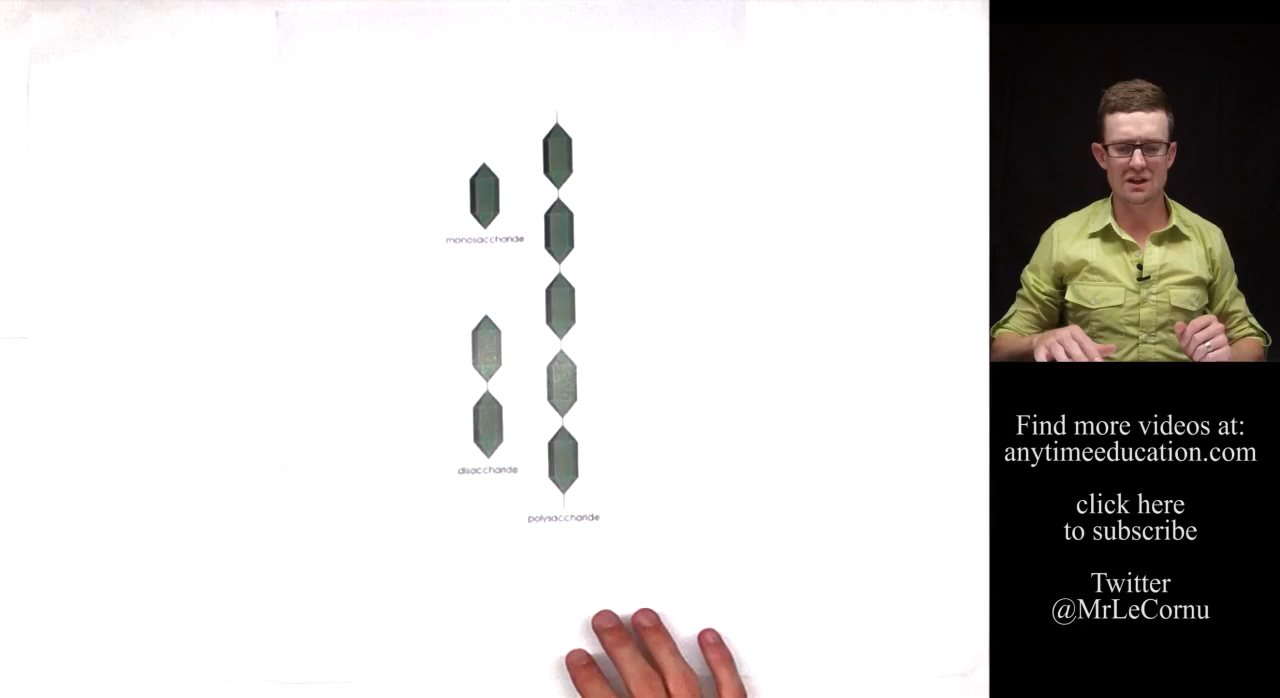 monosaccharide
disaccharide
polysaccharide
Find more videos at:
anytimeeducation.com
click here
to subscribe
Twitter
@MrLeCornu